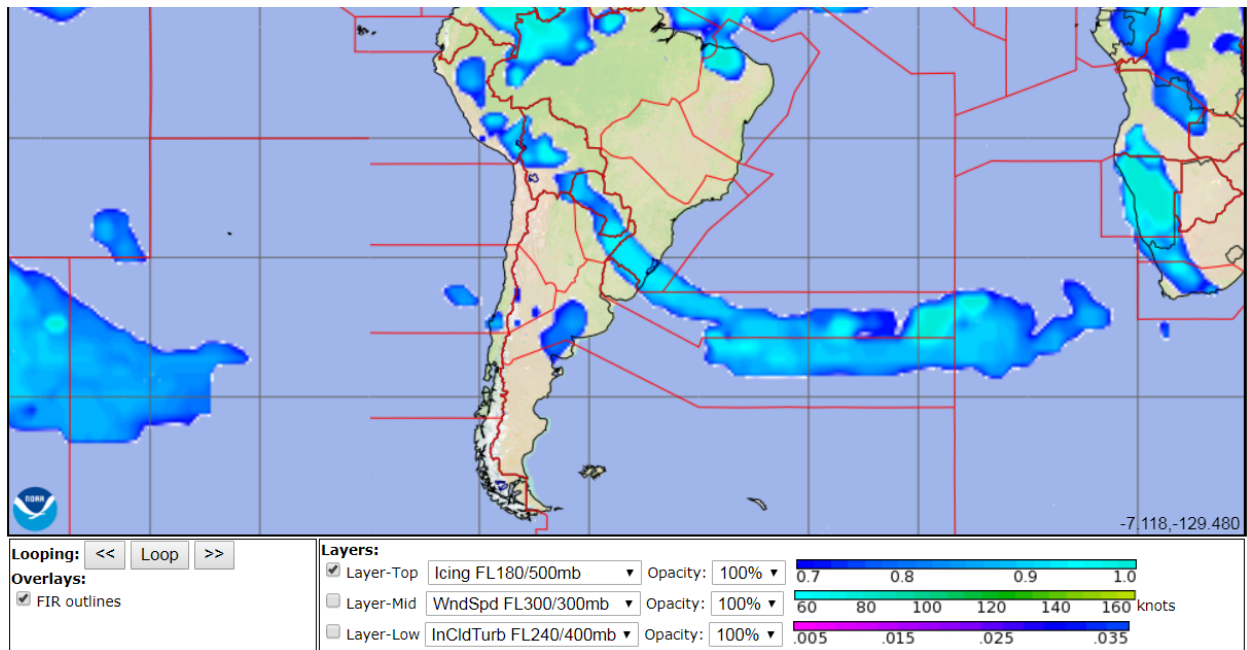 NOAA
-7.118,-129.480
Looping: << Loop >>
Overlays:
FIR outlines
Layers:
Layer-Top Icing FL180/500mb Opacity: 100% 0.7 0.8 0.9 1.0
Layer-Mid WndSpd FL300/300mb Opacity: 100% 60 80 100 120 140 160 knots
Layer-Low InCldTurb FL240/400mb Opacity: 100% .005 .015 .025 .035